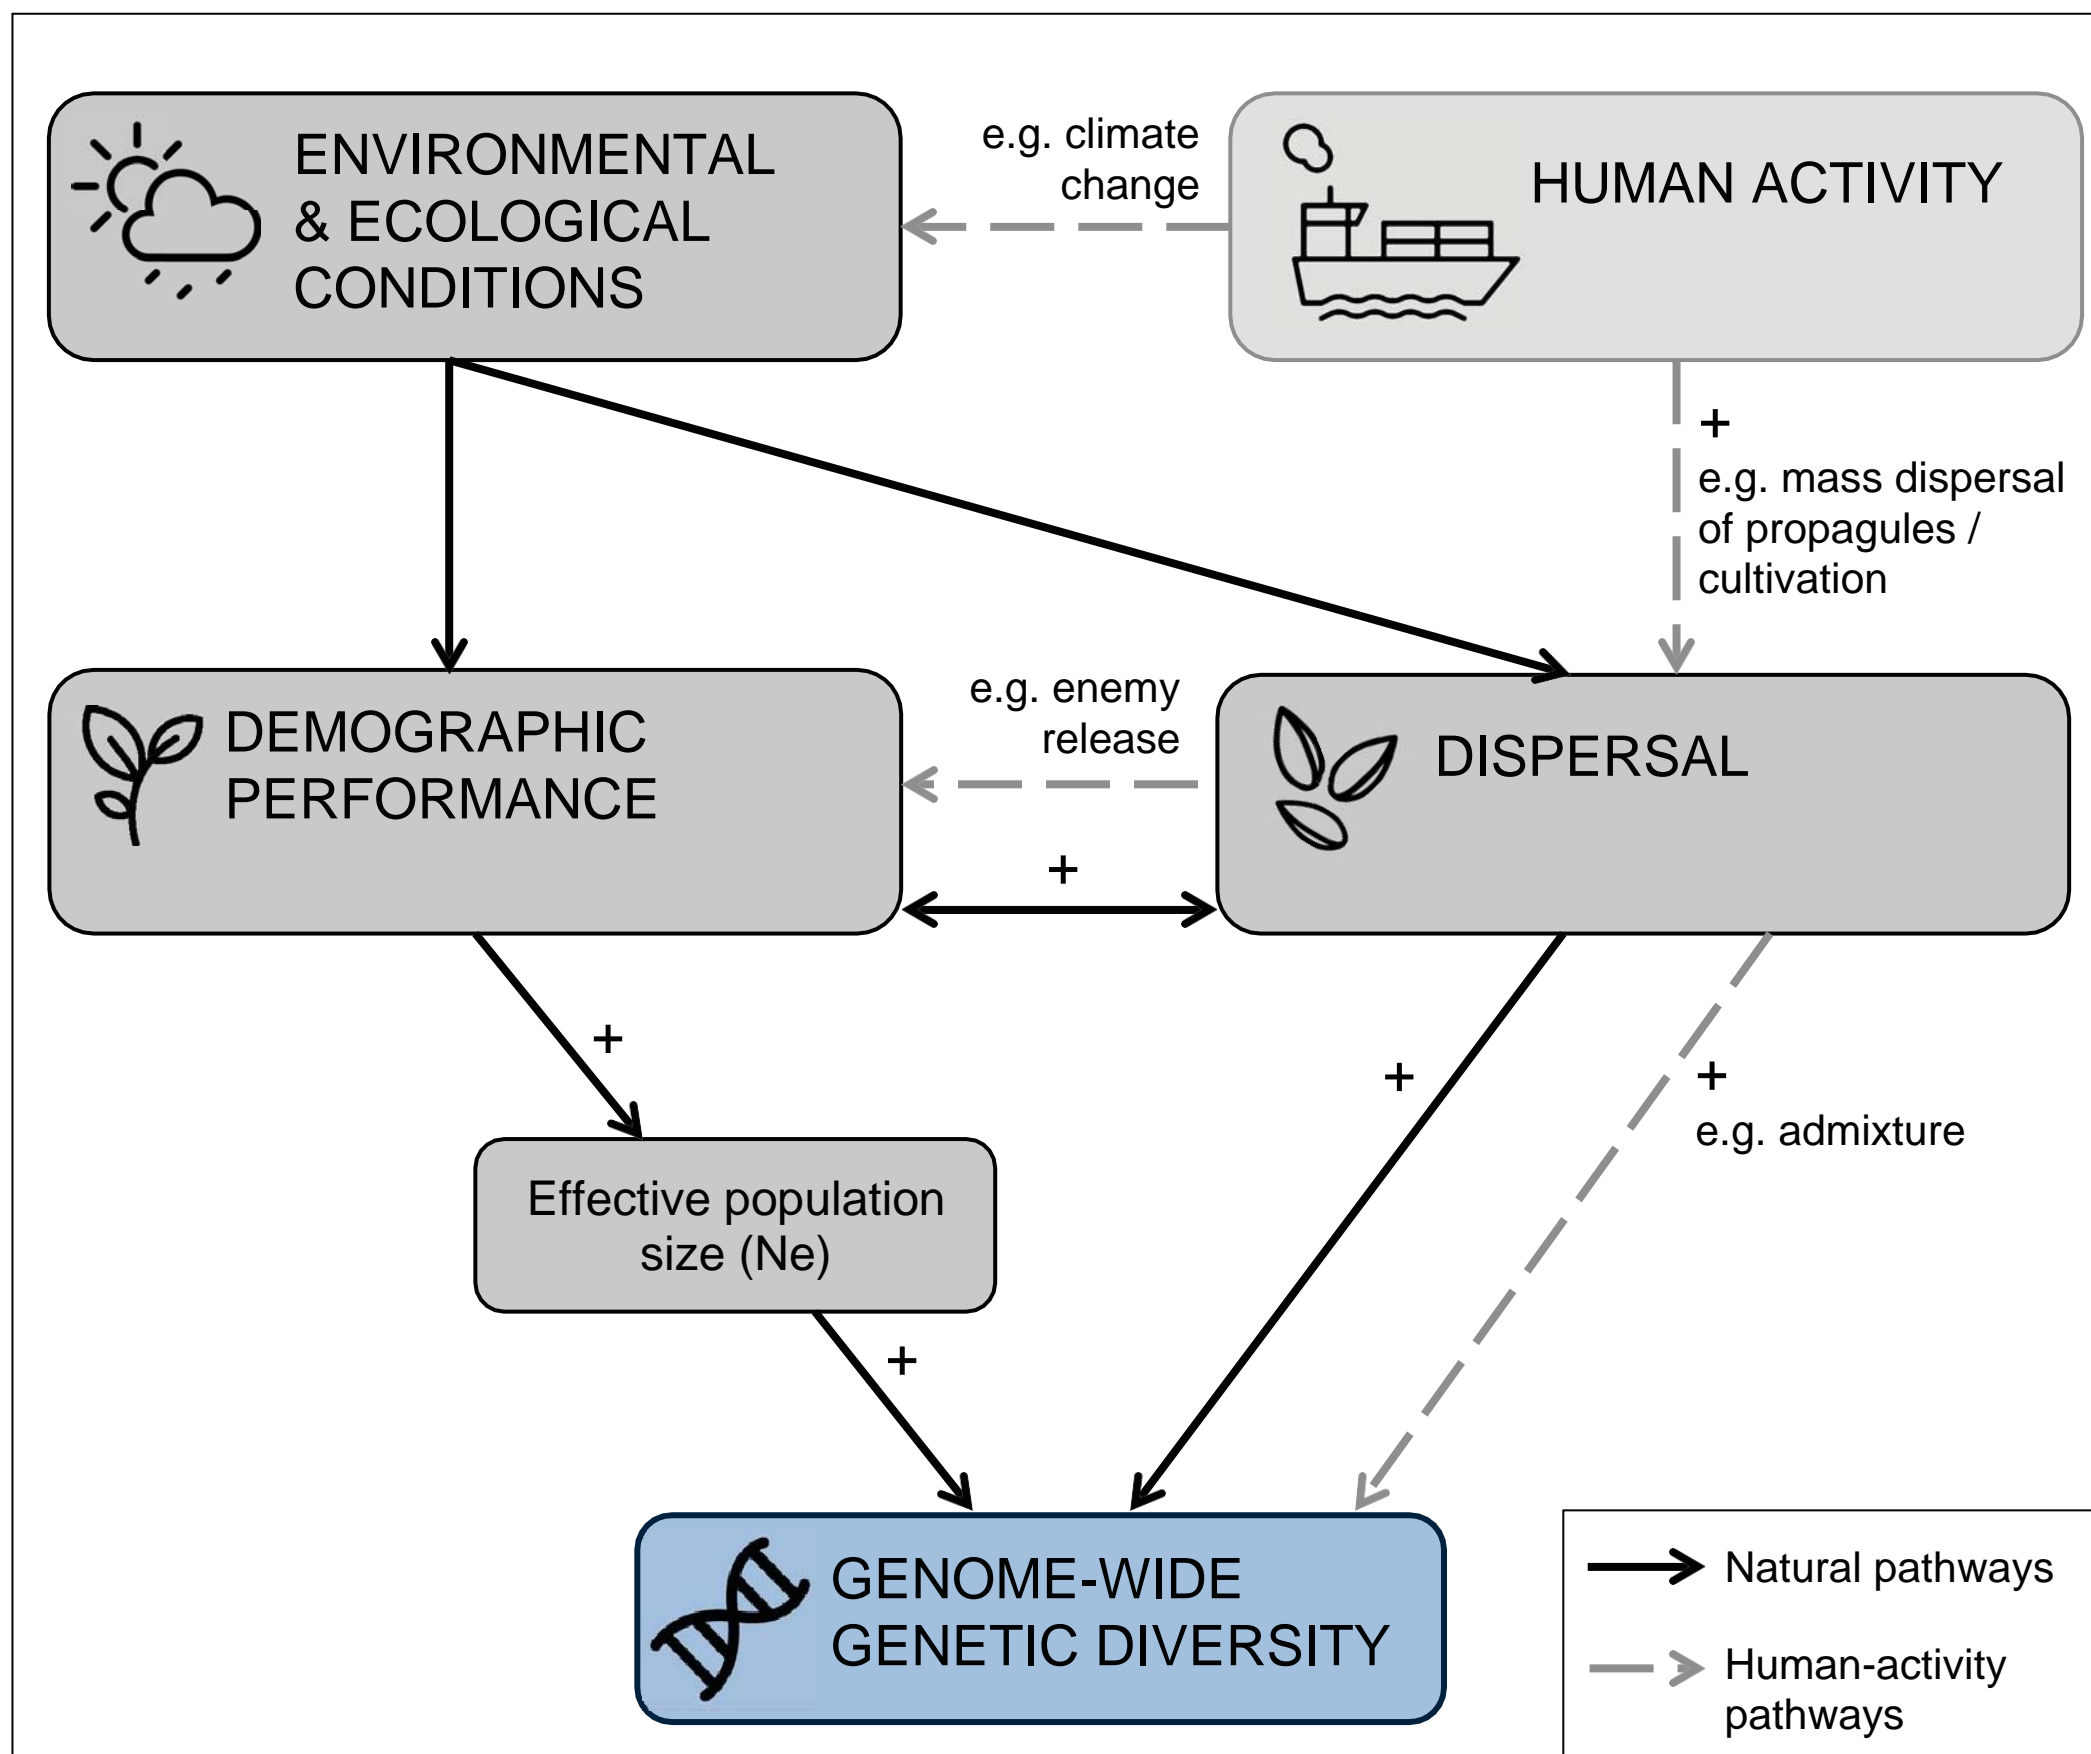 ENVIRONMENTAL
& ECOLOGICAL
CONDITIONS
e.g. climate
change
HUMAN ACTIVITY
+
e.g. mass dispersal
of propagules /
cultivation
DEMOGRAPHIC
PERFORMANCE
e.g. enemy
release
+
DISPERSAL
+
+
+
e.g. admixture
Effective population
size (Ne)
+
GENOME-WIDE
GENETIC DIVERSITY
Natural pathways
Human-activity
pathways